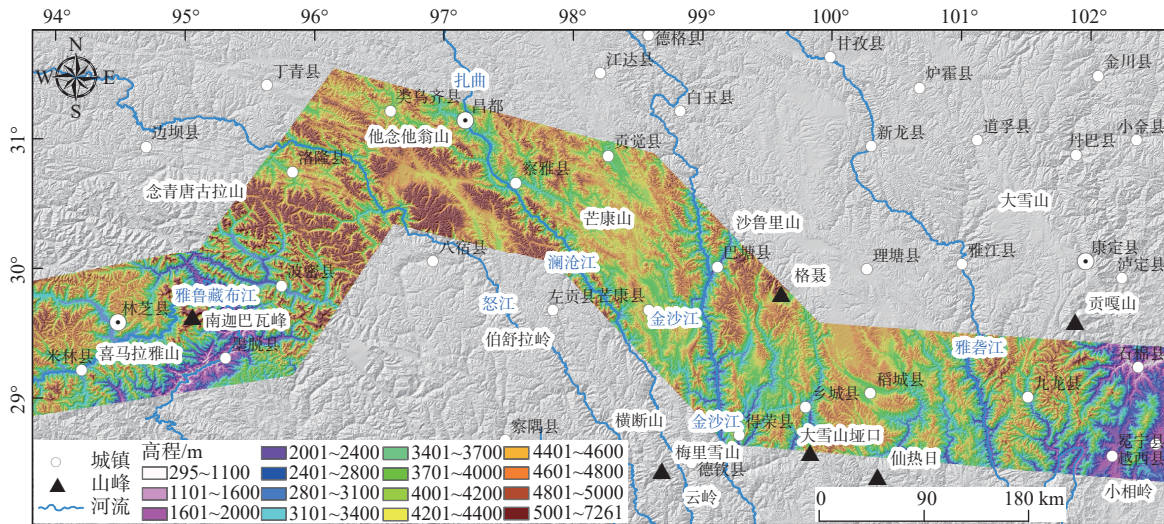 94° 95° 96° 97° 98° 99° 100° 101° 102°
N
W E
S
31°
30°
29°
德格县
甘孜县
江达县
金川县
丁青县
炉霍县
扎曲
类乌齐县
昌都
白玉县
边坝县
他念他翁山
新龙县
道孚县
小金县
丹巴县
贡觉县
洛隆县
察雅县
念青唐古拉山
大雪山
芒康山
沙鲁里山
八宿县
雅江县
康定县
巴塘县
理塘县
泸定县
澜沧江
格聂
波密县
雅鲁藏布江
怒江
左贡县
芒康县
林芝县
南迦巴瓦峰
金沙江
贡嘎山
伯舒拉岭
喜马拉雅山
墨脱县
雅砻江
石棉县
米林县
稻城县
九龙县
乡城县
横断山
金沙江
得荣县
察隅县
大雪山垭口
梅里雪山
德钦县
仙热日
冕宁县
越西县
云岭
小相岭
城镇
山峰
河流
高程/m
295~1100
1101~1600
1601~2000
2001~2400
2401~2800
2801~3100
3101~3400
3401~3700
3701~4000
4001~4200
4201~4400
4401~4600
4601~4800
4801~5000
5001~7261
0 90 180 km